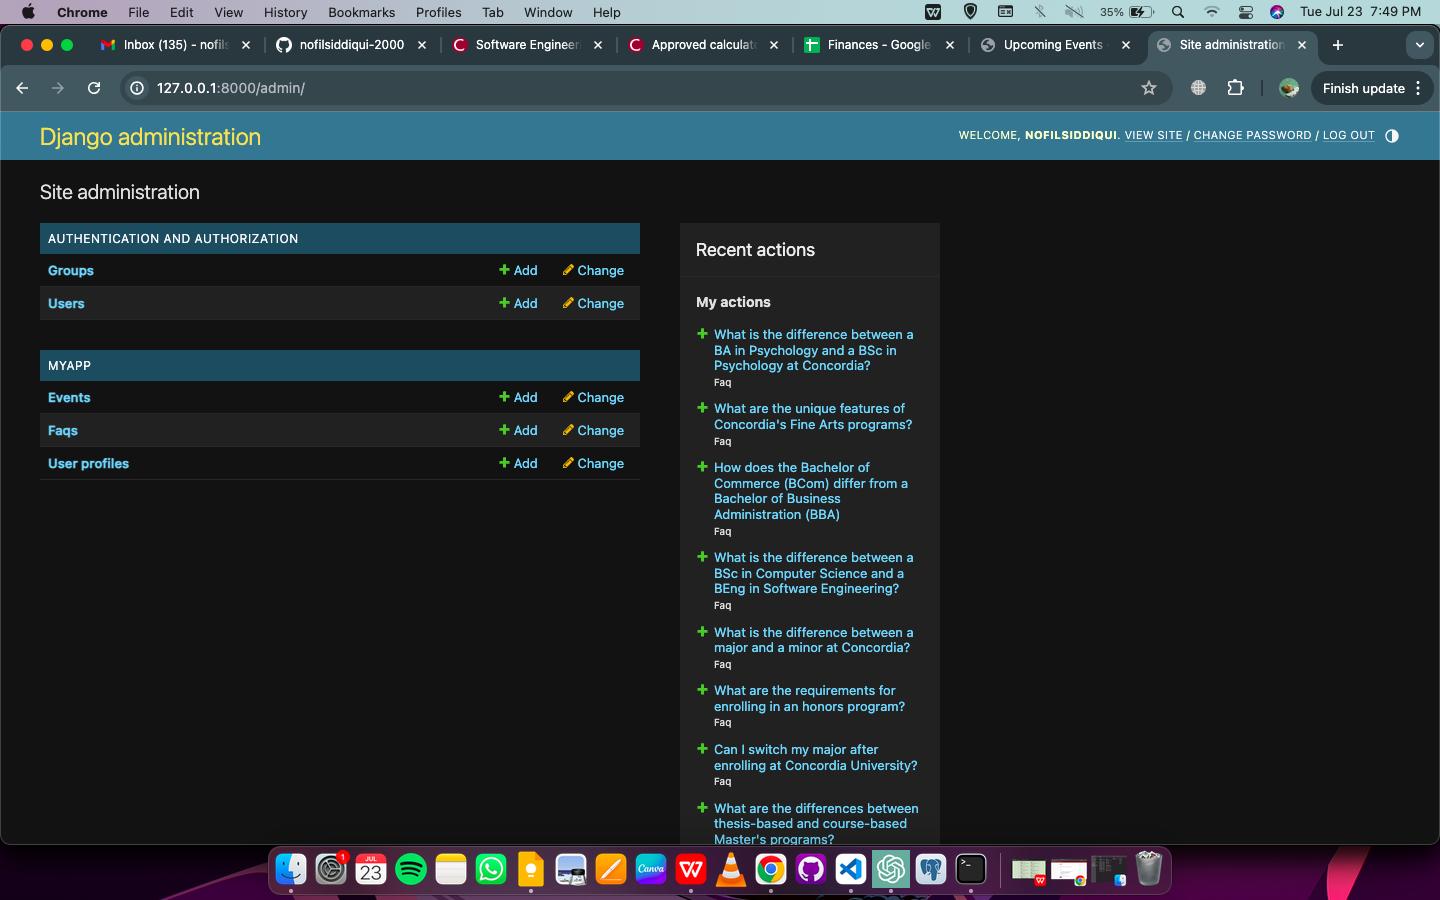 Chrome File Edit View History Bookmarks Profiles Tab Window Help 35% Tue Jul 23 7:49 PM
Inbox (135) - nofils nofilsiddiqui-2000 Software Engineeri Approved calculat Finances - Google Upcoming Events Site administration
127.0.0.1:8000/admin/ Finish update
Django administration
WELCOME, NOFILSIDDIQUI. VIEW SITE / CHANGE PASSWORD / LOG OUT
Site administration
AUTHENTICATION AND AUTHORIZATION
Groups Add Change
Users Add Change
MYAPP
Events Add Change
Faqs Add Change
User profiles Add Change
Recent actions
My actions
What is the difference between a
BA in Psychology and a BSc in
Psychology at Concordia?
Faq
What are the unique features of
Concordia's Fine Arts programs?
Faq
How does the Bachelor of
Commerce (BCom) differ from a
Bachelor of Business
Administration (BBA)
Faq
What is the difference between a
BSc in Computer Science and a
BEng in Software Engineering?
Faq
What is the difference between a
major and a minor at Concordia?
Faq
What are the requirements for
enrolling in an honors program?
Faq
Can I switch my major after
enrolling at Concordia University?
Faq
What are the differences between
thesis-based and course-based
Master's programs?
1
JUL
23
Canva